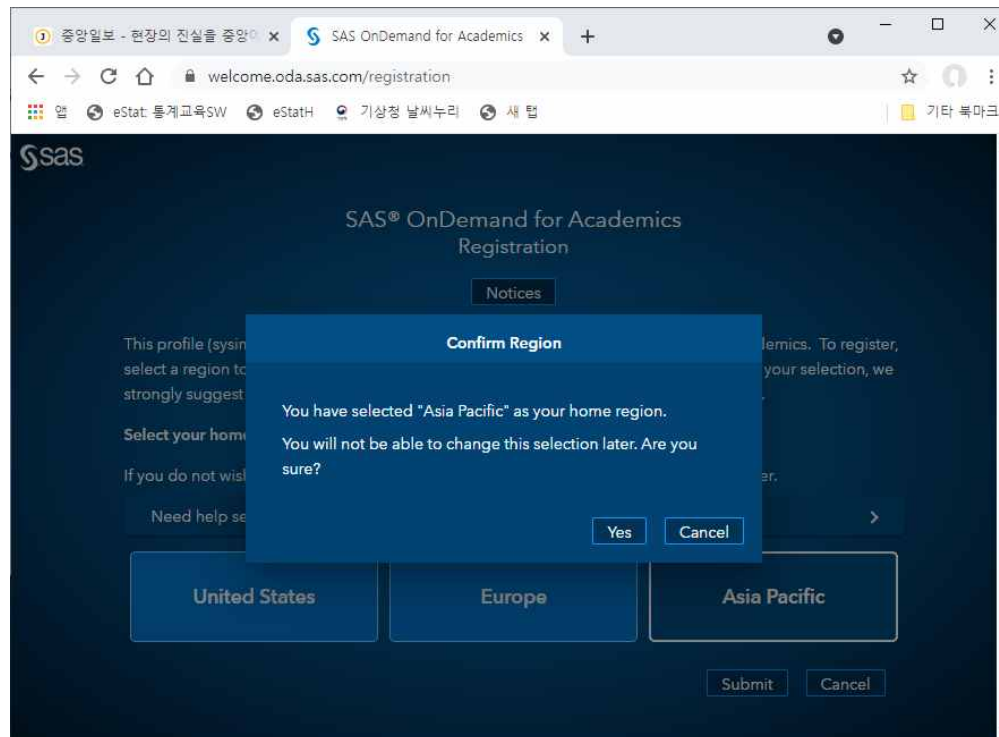 중앙일보 - 현장의 진실을 중앙이
SAS OnDemand for Academics
welcome.oda.sas.com/registration
앱 eStat: 통계교육SW eStatH 기상청 날씨누리 새 탭 기타 북마크
sas
SAS® OnDemand for Academics
Registration
Notices
This profile (sysin
lemics. To register,
select a region to
your selection, we
strongly suggest
Confirm Region
You have selected "Asia Pacific" as your home region.
You will not be able to change this selection later. Are you
sure?
Yes Cancel
Select your home
If you do not wish
er.
Need help se
United States Europe Asia Pacific
Submit Cancel